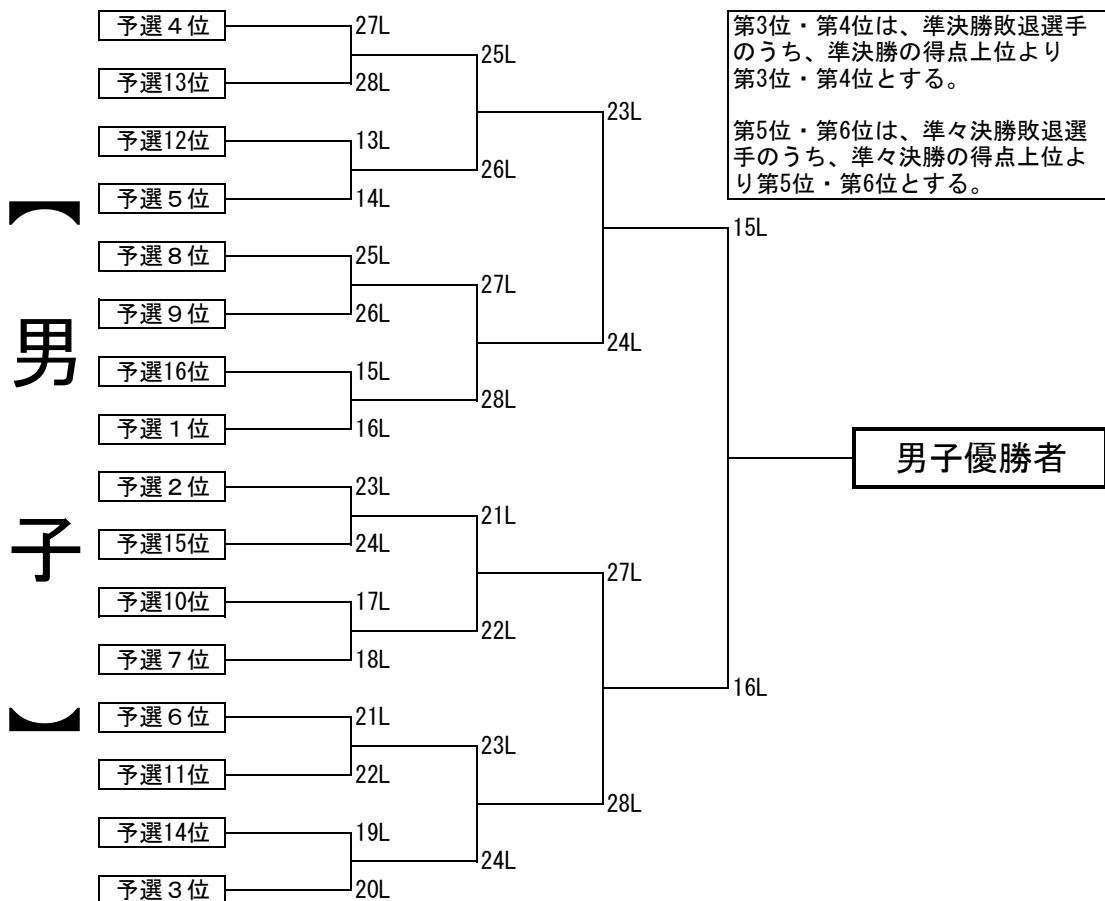 【男子】
予選４位 27L
25L
予選13位 28L
23L
予選12位 13L
26L
予選５位 14L
15L
予選８位 25L
27L
予選９位 26L
24L
予選16位 15L
28L
予選１位 16L
男子優勝者
予選２位 23L
21L
予選15位 24L
27L
予選10位 17L
22L
予選７位 18L
16L
予選６位 21L
23L
予選11位 22L
28L
予選14位 19L
24L
予選３位 20L
第3位・第4位は、準決勝敗退選手
のうち、準決勝の得点上位より
第3位・第4位とする。
第5位・第6位は、準々決勝敗退選
手のうち、準々決勝の得点上位よ
り第5位・第6位とする。